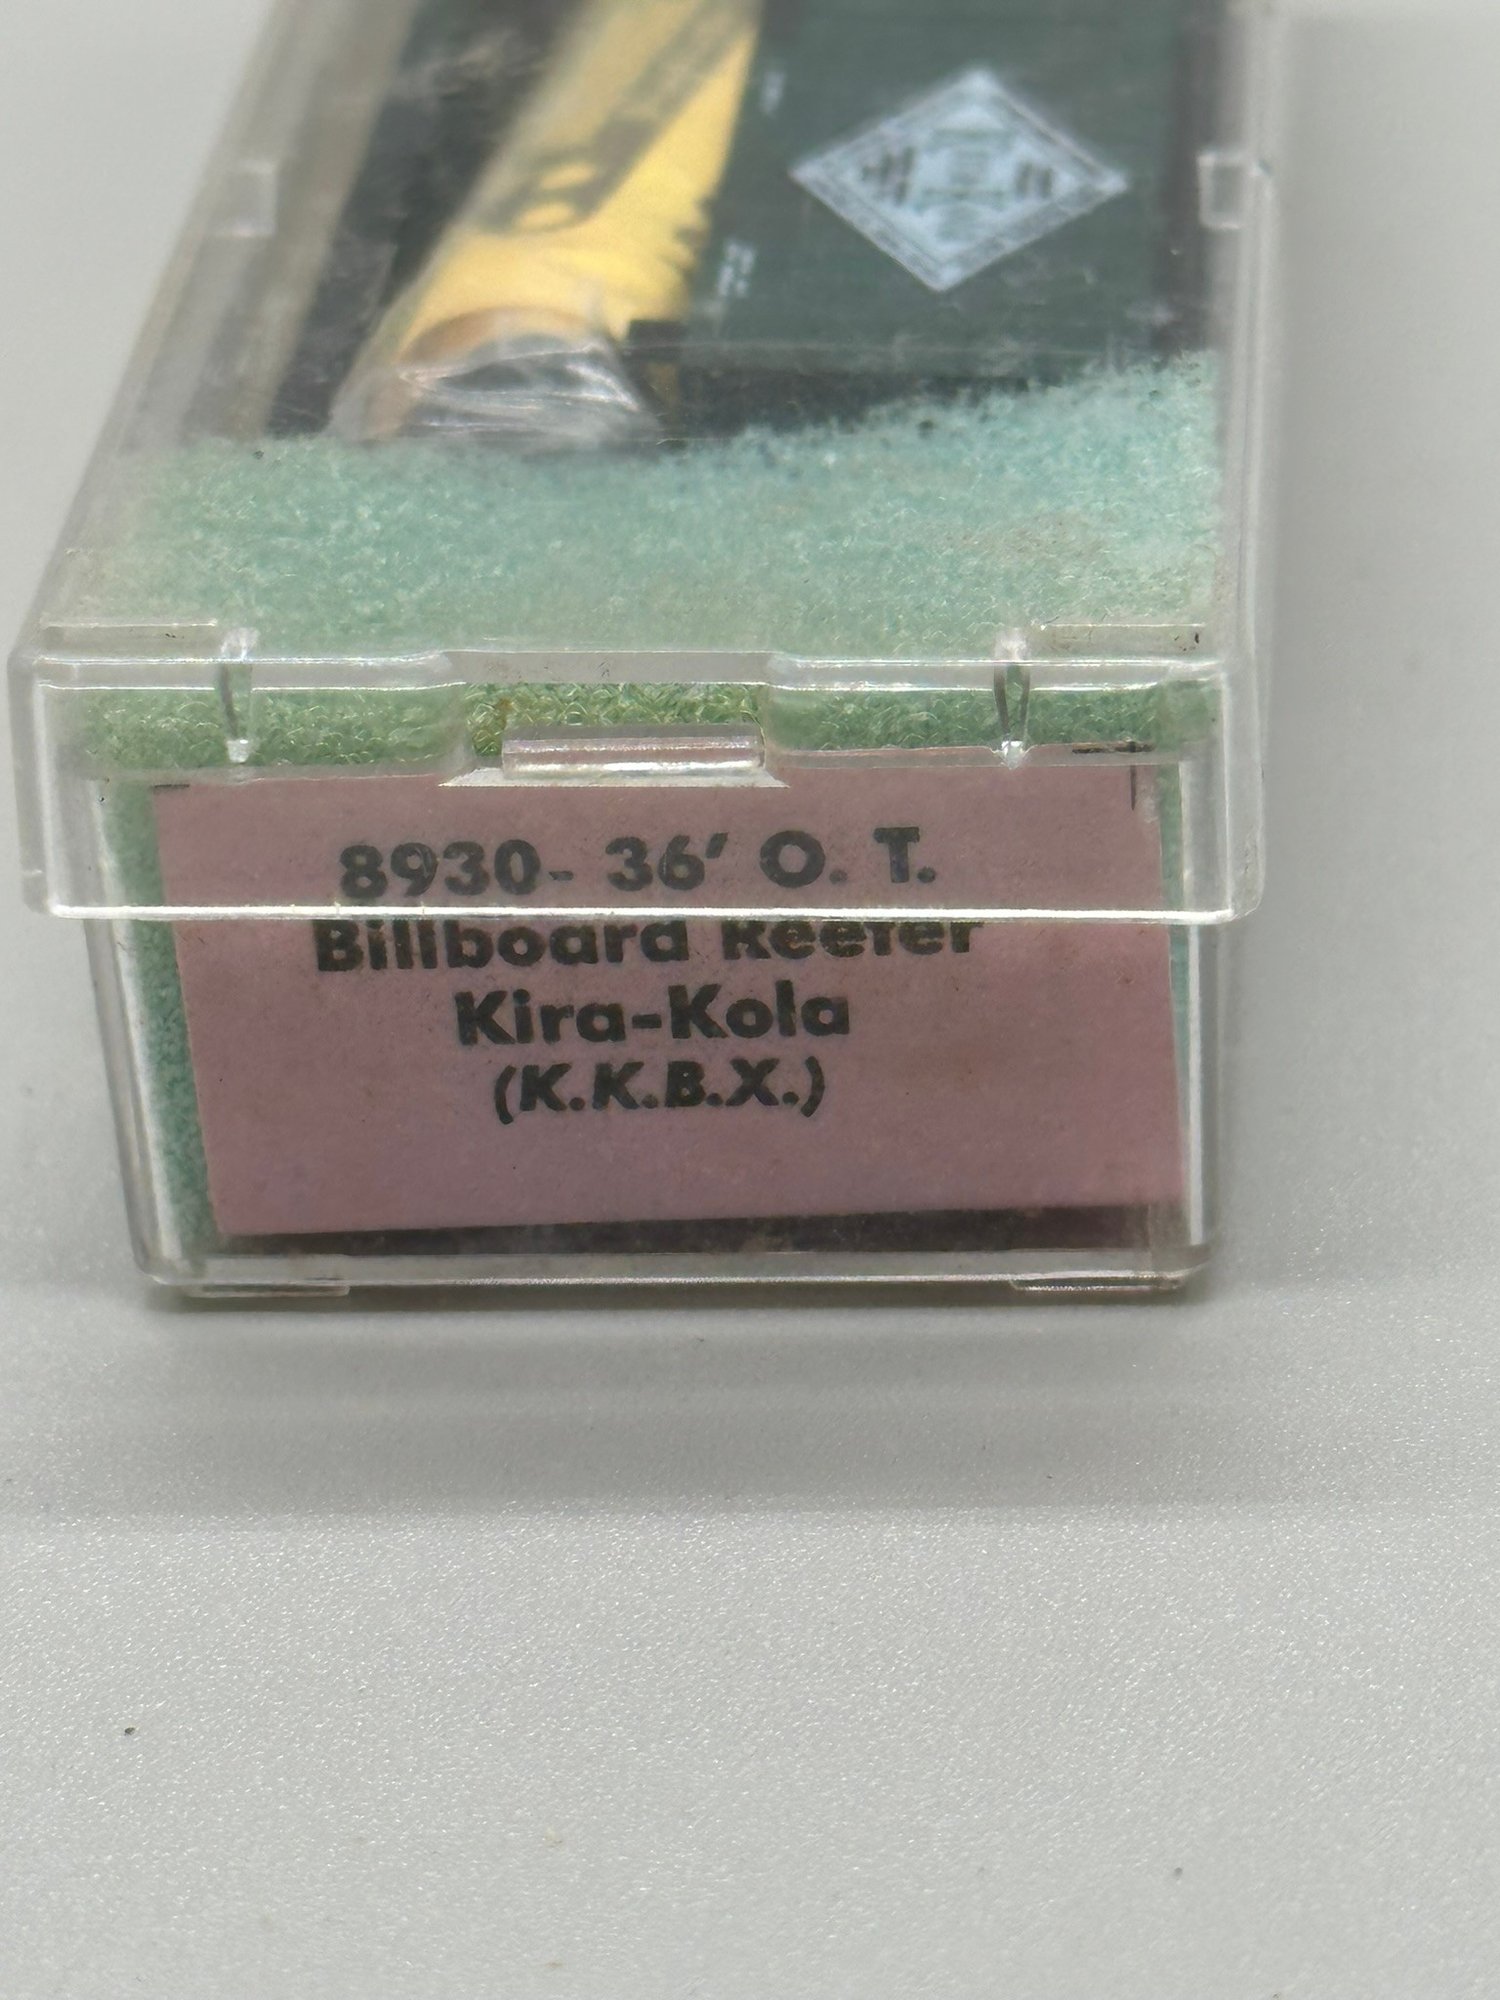 8930- 36' O. T.
Billboard Reefer
Kira-Kola
(K.K.B.X.)